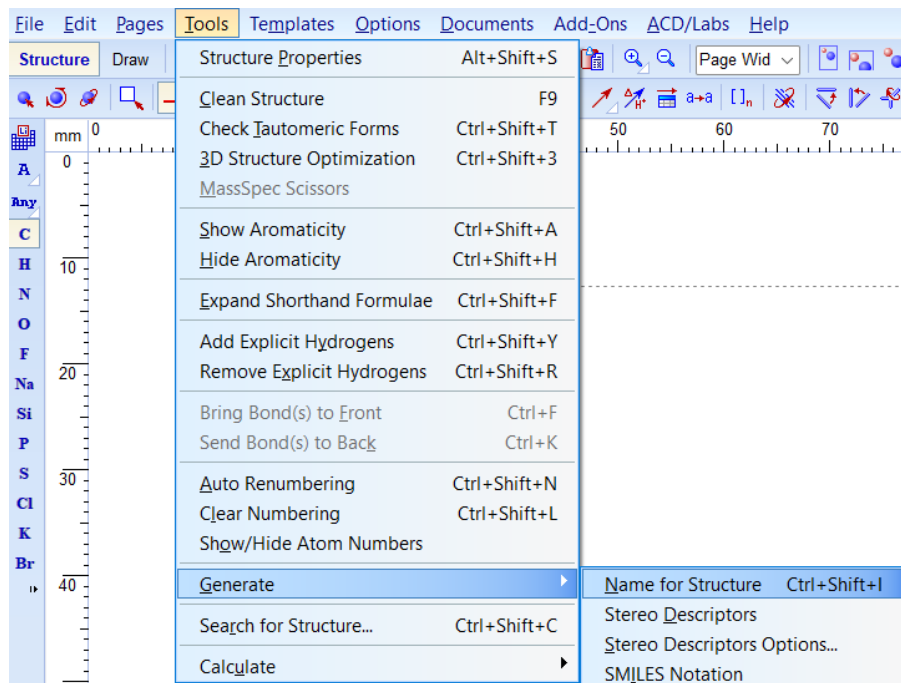 File Edit Pages Tools Templates Options Documents Add-Ons ACD/Labs Help
Structure Draw
Page Wid
Structure Properties Alt+Shift+S
Clean Structure F9
Check Tautomeric Forms Ctrl+Shift+T
3D Structure Optimization Ctrl+Shift+3
MassSpec Scissors
Show Aromaticity Ctrl+Shift+A
Hide Aromaticity Ctrl+Shift+H
Expand Shorthand Formulae Ctrl+Shift+F
Add Explicit Hydrogens Ctrl+Shift+Y
Remove Explicit Hydrogens Ctrl+Shift+R
Bring Bond(s) to Front Ctrl+F
Send Bond(s) to Back Ctrl+K
Auto Renumbering Ctrl+Shift+N
Clear Numbering Ctrl+Shift+L
Show/Hide Atom Numbers
Generate
Search for Structure... Ctrl+Shift+C
Calculate
Name for Structure Ctrl+Shift+I
Stereo Descriptors
Stereo Descriptors Options...
SMILES Notation
a→a []n
mm 0 50 60 70
0
10
20
30
40
A
Any
C
H
N
O
F
Na
Si
P
S
Cl
K
Br